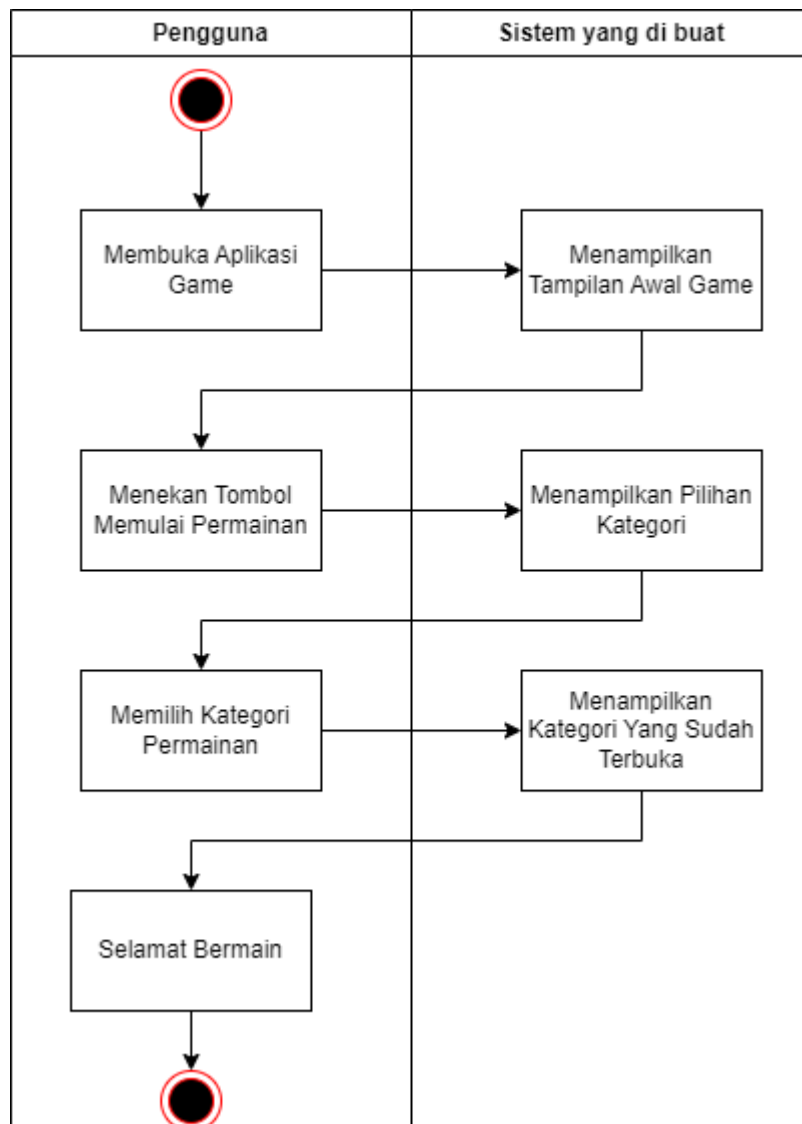 Pengguna
Sistem yang di buat
Membuka Aplikasi
Game
Menampilkan
Tampilan Awal Game
Menekan Tombol
Memulai Permainan
Menampilkan Pilihan
Kategori
Memilih Kategori
Permainan
Menampilkan
Kategori Yang Sudah
Terbuka
Selamat Bermain